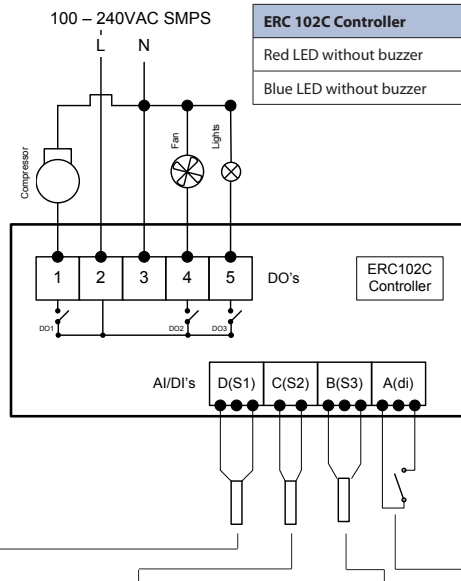 100 – 240VAC SMPS
L N
ERC 102C Controller
Red LED without buzzer
Blue LED without buzzer
Compressor
Fan
Lights
1 2 3 4 5 DO's
ERC102C
Controller
DO1 DO2 DO3
AI/DI's D(S1) C(S2) B(S3) A(di)